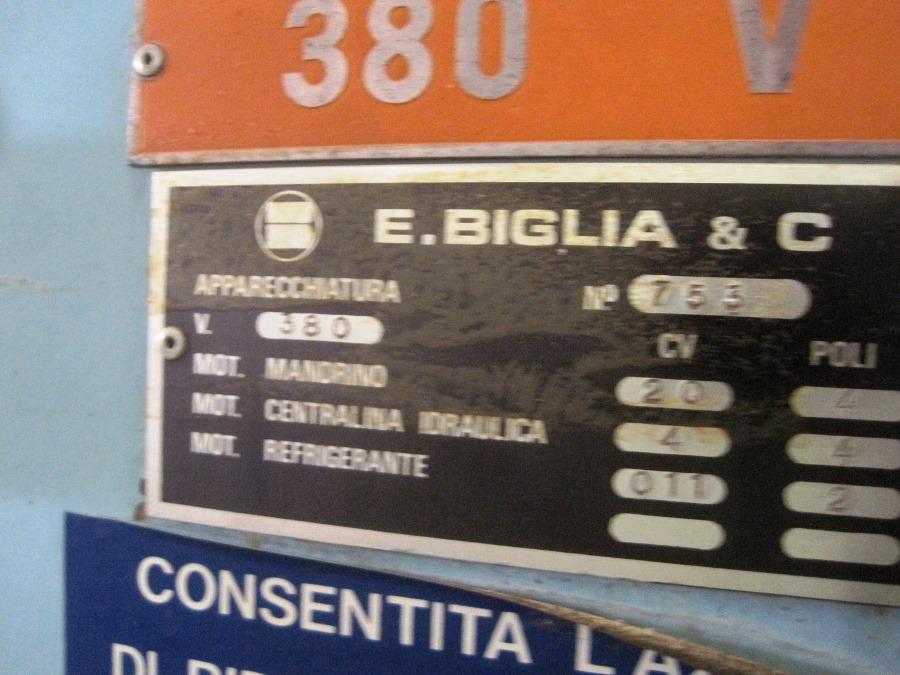 380 V
E. BIGLIA & C
APPARECCHIATURA Nº 753
V. 380 CV POLI
MOT. MANDRINO 20 4
MOT. CENTRALINA IDRAULICA 4 4
MOT. REFRIGERANTE 011 2
CONSENTITA L
DI